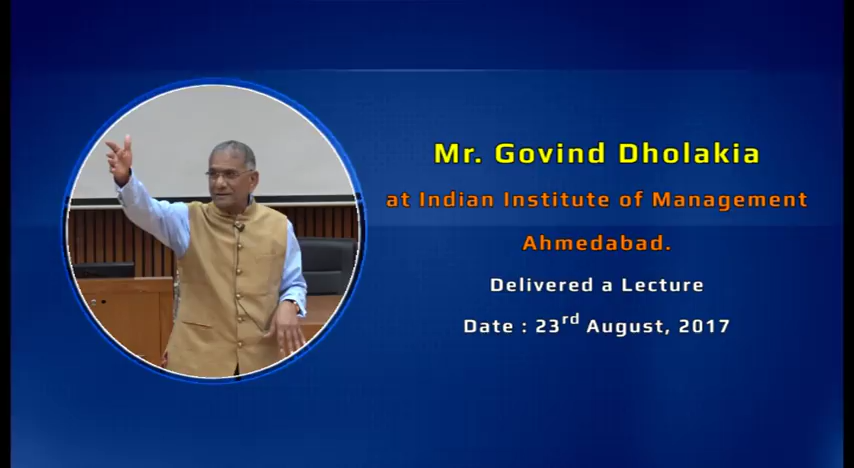 Mr. Govind Dholakia
at Indian Institute of Management
Ahmedabad.
Delivered a Lecture
Date : 23rd August, 2017